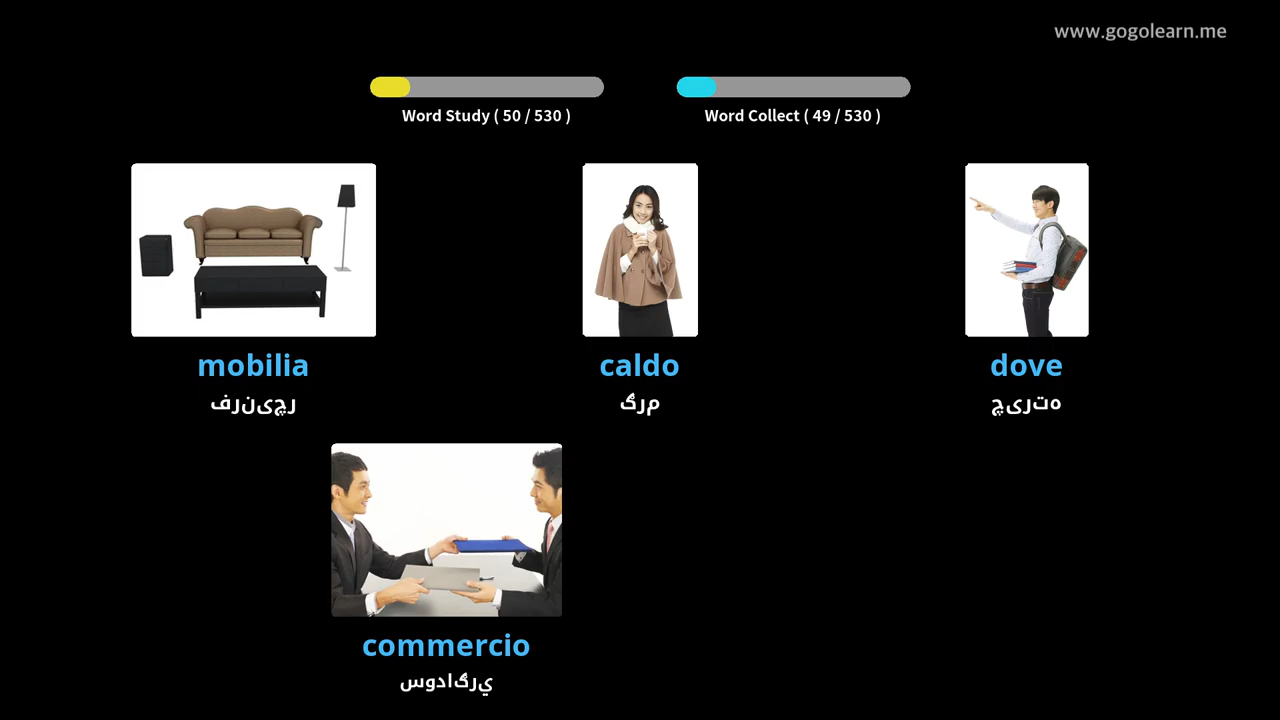 www.gogolearn.me
Word Study ( 50 / 530 )
Word Collect ( 49 / 530 )
mobilia
فرنیچر
caldo
گرم
dove
چیرته
commercio
سوداگري